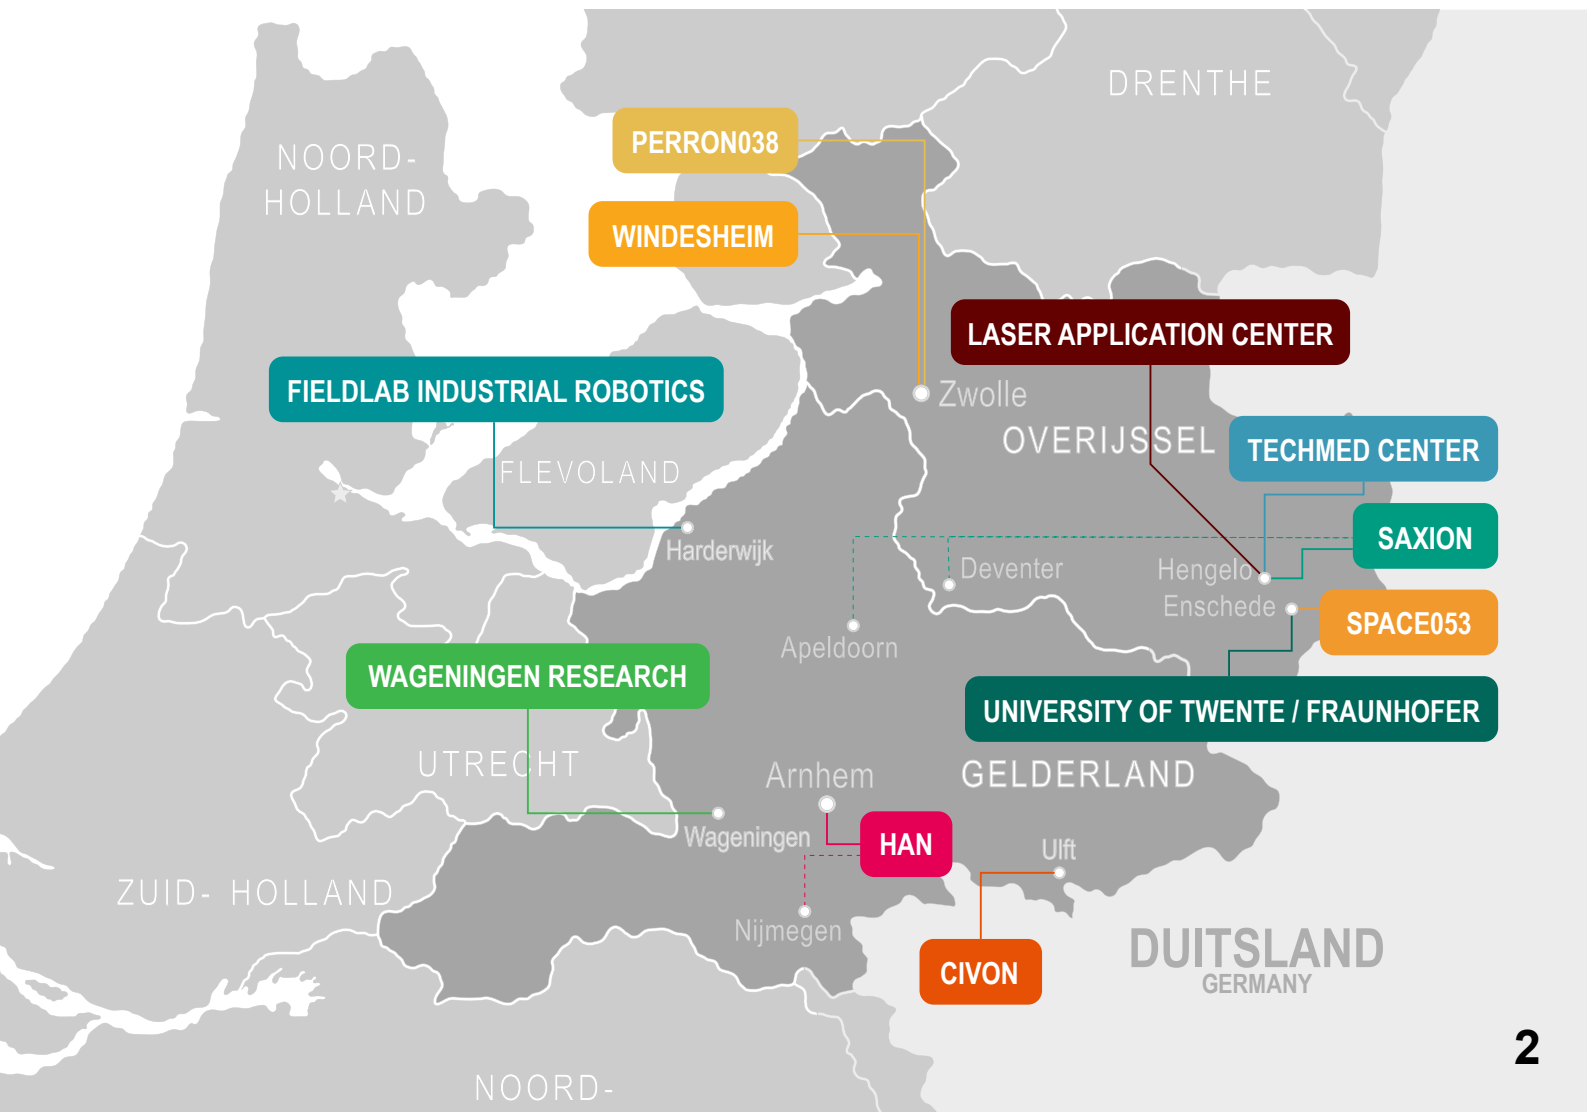 DRENTHE
PERRON038
NOORD-
HOLLAND
WINDESHEIM
LASER APPLICATION CENTER
FIELDLAB INDUSTRIAL ROBOTICS
Zwolle
OVERIJSSEL
TECHMED CENTER
FLEVOLAND
SAXION
Harderwijk
Deventer
Hengelo
Enschede
SPACE053
Apeldoorn
WAGENINGEN RESEARCH
UNIVERSITY OF TWENTE / FRAUNHOFER
UTRECHT
Arnhem
GELDERLAND
Wageningen
HAN
Ulft
ZUID- HOLLAND
Nijmegen
DUITSLAND
GERMANY
CIVON
2
NOORD-